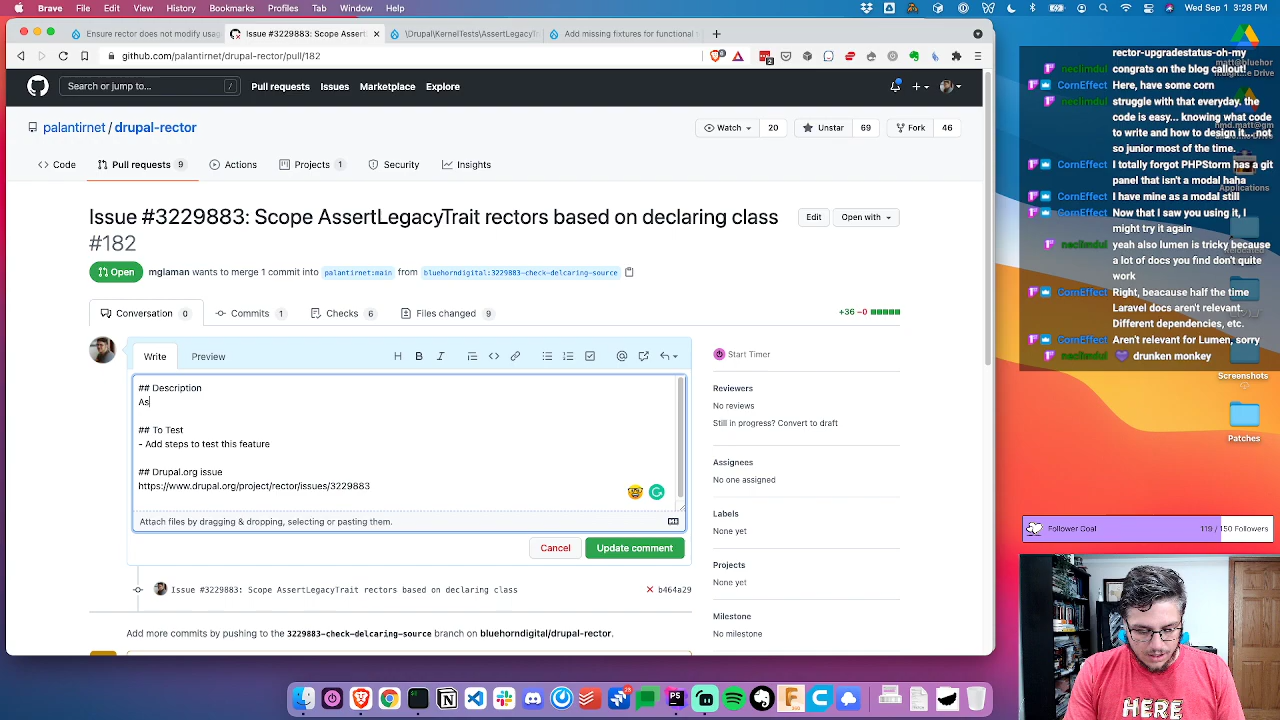 Brave File Edit View History Bookmarks Profiles Tab Window Help
Wed Sep 1 3:28 PM
Ensure rector does not modify usag
Issue #3229883: Scope AssertL
\Drupal\KernelTests\AssertLegacyT
Add missing fixtures for functional s
github.com/palantirnet/drupal-rector/pull/182
Search or jump to...
/
Pull requests Issues Marketplace Explore
palantirnet / drupal-rector
Watch 20
Unstar 69
Fork 46
Code
Pull requests 9
Actions
Projects 1
Security
Insights
Issue #3229883: Scope AssertLegacyTrait rectors based on declaring class
#182
Edit
Open with
Open
mglaman wants to merge 1 commit into palantirnet:main from bluehorndigital:3229883-check-delcaring-source
Conversation 0
Commits 1
Checks 6
Files changed 9
+36 −0
Write
Preview
## Description
As
## To Test
- Add steps to test this feature
## Drupal.org issue
https://www.drupal.org/project/rector/issues/3229883
Attach files by dragging & dropping, selecting or pasting them.
Cancel
Update comment
Issue #3229883: Scope AssertLegacyTrait rectors based on declaring class
b464a29
Add more commits by pushing to the 3229883-check-delcaring-source branch on bluehorndigital/drupal-rector.
Start Timer
Reviewers
No reviews
Still in progress? Convert to draft
Assignees
No one assigned
Labels
None yet
Projects
None yet
Milestone
No milestone
rector-upgradestatus-oh-my
neclimdul congrats on the blog callout!
CornEffect Here, have some corn
neclimdul struggle with that everyday. the
code is easy... knowing what code
to write and how to design it... not
so junior most of the time.
CornEffect I totally forgot PHPStorm has a git
panel that isn't a modal haha
CornEffect I have mine as a modal still
CornEffect Now that I saw you using it, I
might try it again
neclimdul yeah also lumen is tricky because
a lot of docs you find don't quite
work
CornEffect Right, beacause half the time
Laravel docs aren't relevant.
Different dependencies, etc.
CornEffect Aren't relevant for Lumen, sorry
neclimdul 💜 drunken monkey
Applications
Screenshots
Patches
Follower Goal
119 / 150 Followers
HERE